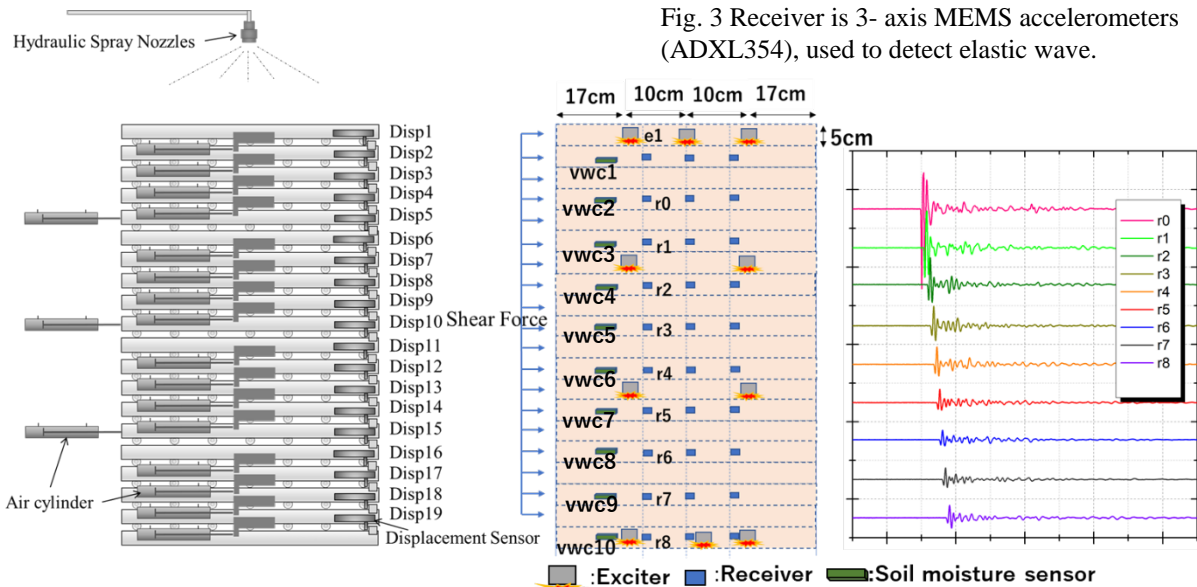 Fig. 3 Receiver is 3- axis MEMS accelerometers
(ADXL354), used to detect elastic wave.
Hydraulic Spray Nozzles
Disp1
Disp2
Disp3
Disp4
Disp5
Disp6
Disp7
Disp8
Disp9
Disp10
Disp11
Disp12
Disp13
Disp14
Disp15
Disp16
Disp17
Disp18
Disp19
Air cylinder
Displacement Sensor
Shear Force
17cm 10cm 10cm 17cm
5cm
e1
vwc1
vwc2 r0
r1
vwc3
vwc4 r2
vwc5 r3
vwc6 r4
vwc7 r5
vwc8 r6
vwc9 r7
vwc10 r8
:Exciter :Receiver :Soil moisture sensor
r0
r1
r2
r3
r4
r5
r6
r7
r8